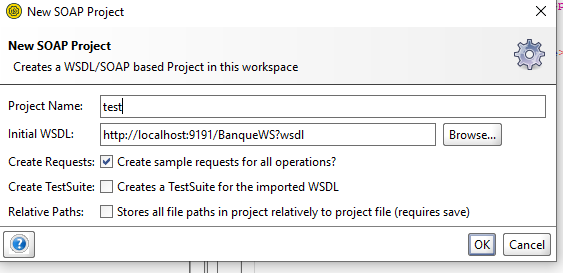 New SOAP Project
New SOAP Project
Creates a WSDL/SOAP based Project in this workspace
Project Name: test
Initial WSDL: http://localhost:9191/BanqueWS?wsdl Browse...
Create Requests: Create sample requests for all operations?
Create TestSuite: Creates a TestSuite for the imported WSDL
Relative Paths: Stores all file paths in project relatively to project file (requires save)
? OK Cancel